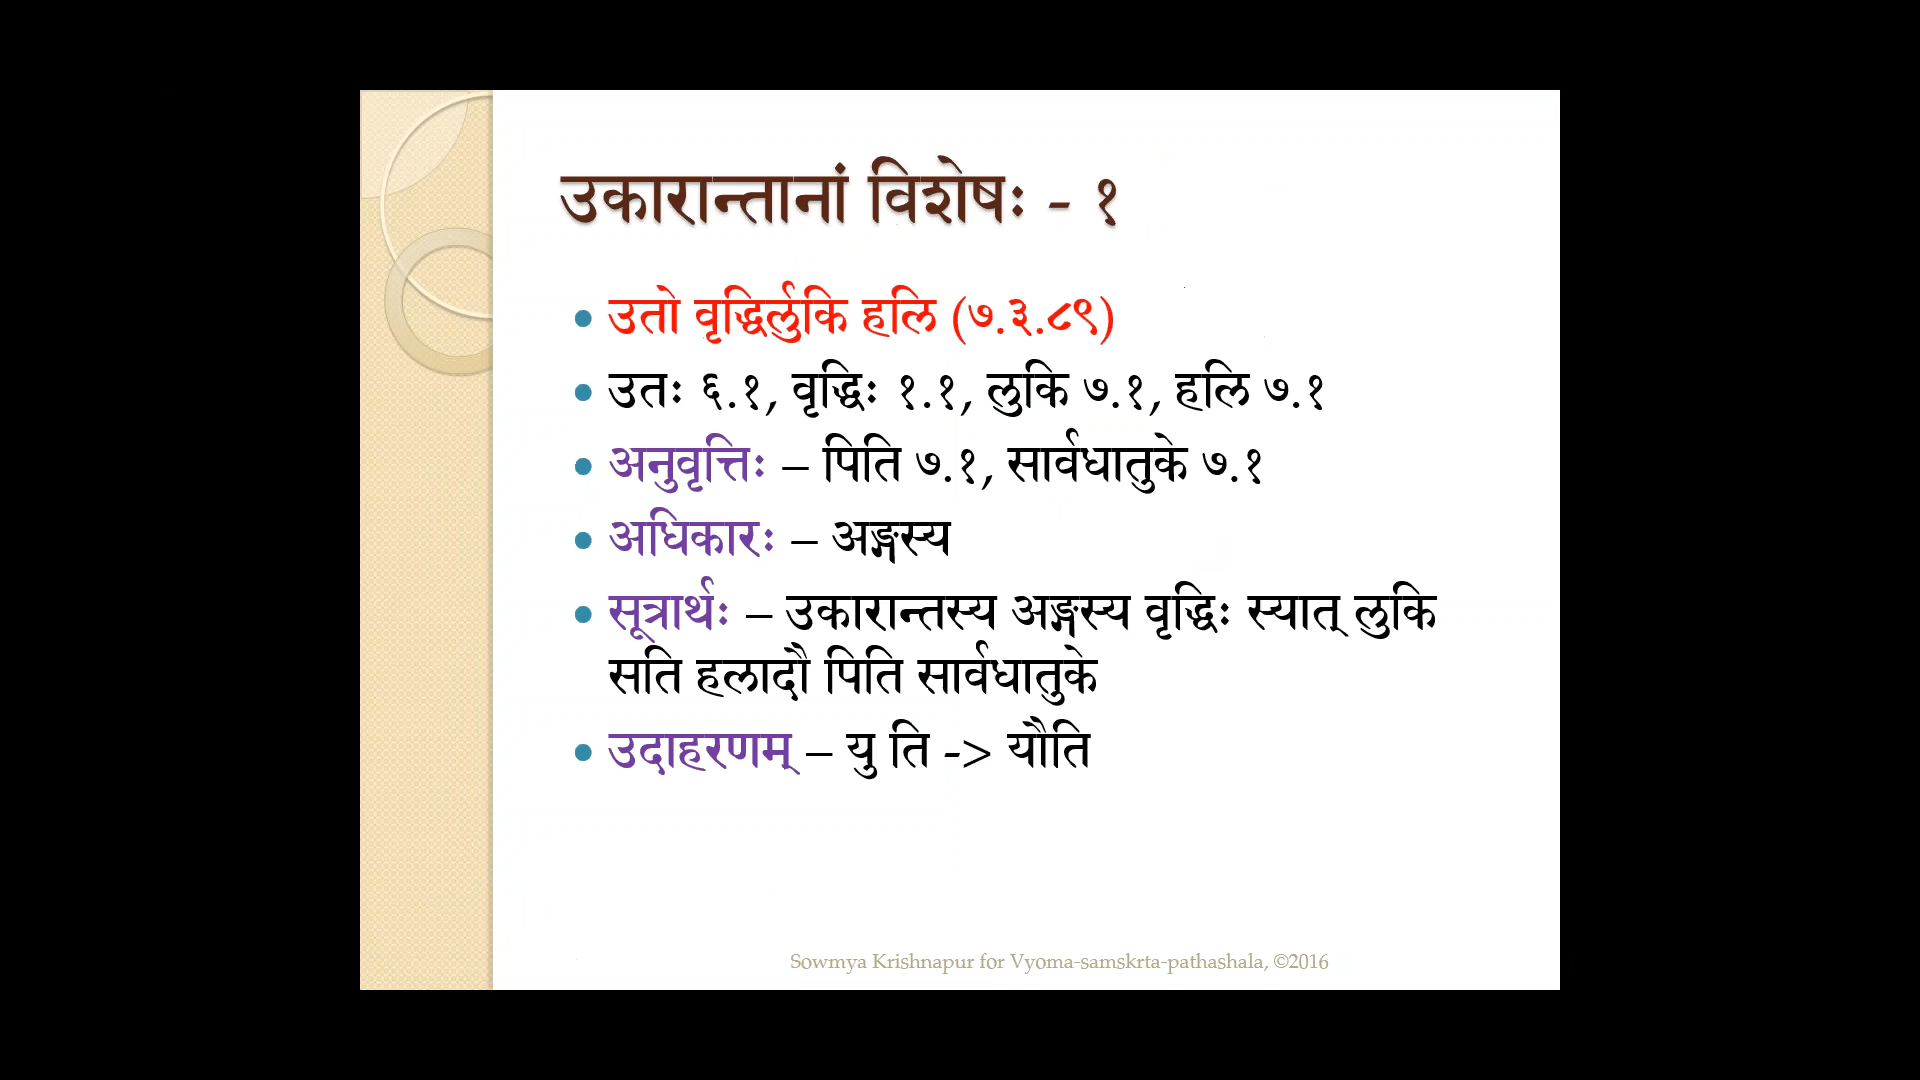 उकारान्तानां विशेषः - १
• उतो वृद्धिर्लुकि हलि (७.३.८९)
• उतः ६.१, वृद्धिः १.१, लुकि ७.१, हलि ७.१
• अनुवृत्तिः – पिति ७.१, सार्वधातुके ७.१
• अधिकारः – अङ्गस्य
• सूत्रार्थः – उकारान्तस्य अङ्गस्य वृद्धिः स्यात् लुकि
सति हलादौ पिति सार्वधातुके
• उदाहरणम् – यु ति -> यौति
Sowmya Krishnapur for Vyoma-samskrta-pathashala, ©2016